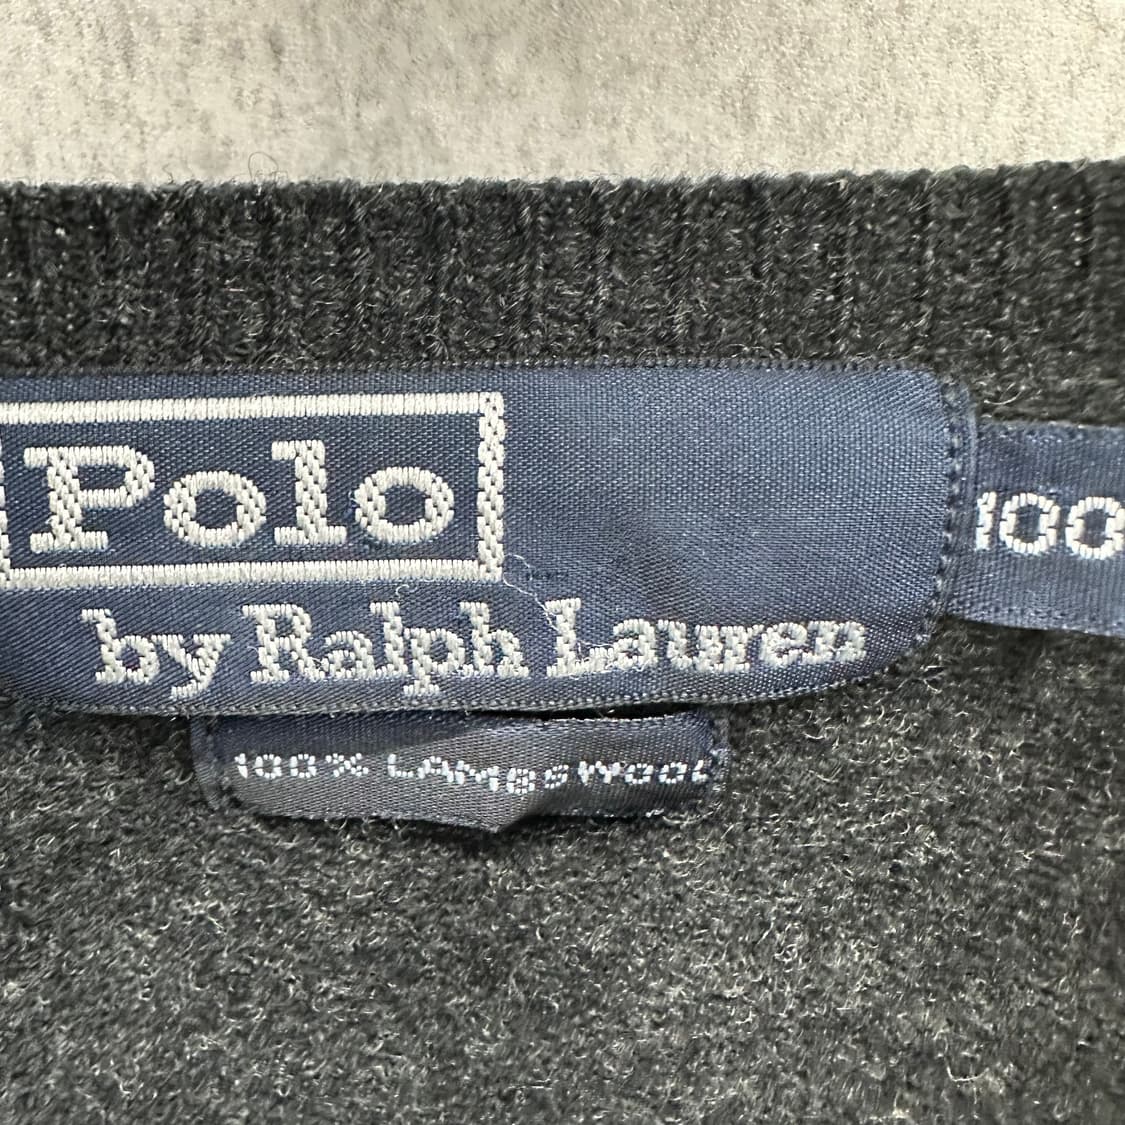 Polo
by Ralph Lauren
100
100% LAMBSWOOL